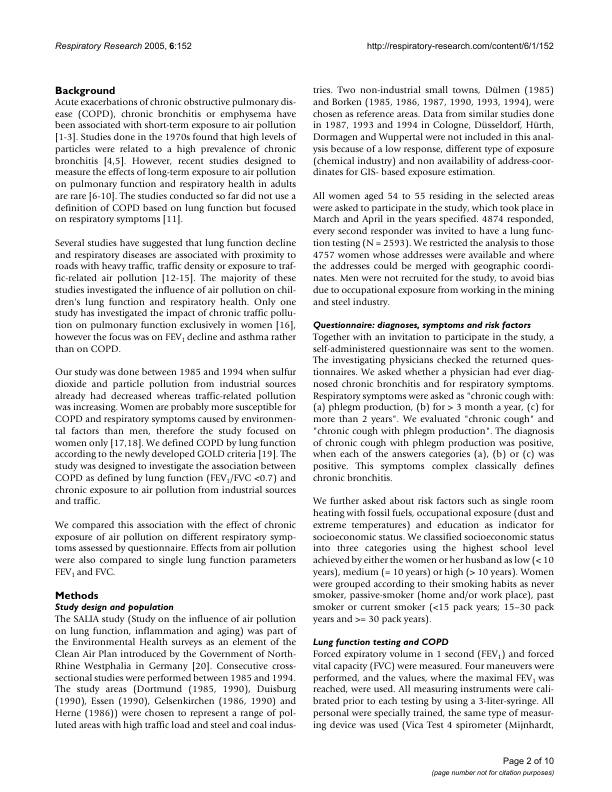 Respiratory Research 2005, 6:152
http://respiratory-research.com/content/6/1/152
Background
Acute exacerbations of chronic obstructive pulmonary dis-
ease (COPD), chronic bronchitis or emphysema have
been associated with short-term exposure to air pollution
[1-3]. Studies done in the 1970s found that high levels of
particles were related to a high prevalence of chronic
bronchitis [4,5]. However, recent studies designed to
measure the effects of long-term exposure to air pollution
on pulmonary function and respiratory health in adults
are rare [6-10]. The studies conducted so far did not use a
definition of COPD based on lung function but focused
on respiratory symptoms [11].
Several studies have suggested that lung function decline
and respiratory diseases are associated with proximity to
roads with heavy traffic, traffic density or exposure to traf-
fic-related air pollution [12-15]. The majority of these
studies investigated the influence of air pollution on chil-
dren's lung function and respiratory health. Only one
study has investigated the impact of chronic traffic pollu-
tion on pulmonary function exclusively in women [16],
however the focus was on FEV1 decline and asthma rather
than on COPD.
Our study was done between 1985 and 1994 when sulfur
dioxide and particle pollution from industrial sources
already had decreased whereas traffic-related pollution
was increasing. Women are probably more susceptible for
COPD and respiratory symptoms caused by environmen-
tal factors than men, therefore the study focused on
women only [17,18]. We defined COPD by lung function
according to the newly developed GOLD criteria [19]. The
study was designed to investigate the association between
COPD as defined by lung function (FEV1/FVC <0.7) and
chronic exposure to air pollution from industrial sources
and traffic.
We compared this association with the effect of chronic
exposure of air pollution on different respiratory symp-
toms assessed by questionnaire. Effects from air pollution
were also compared to single lung function parameters
FEV1 and FVC.
Methods
Study design and population
The SALIA study (Study on the influence of air pollution
on lung function, inflammation and aging) was part of
the Environmental Health surveys as an element of the
Clean Air Plan introduced by the Government of North-
Rhine Westphalia in Germany [20]. Consecutive cross-
sectional studies were performed between 1985 and 1994.
The study areas (Dortmund (1985, 1990), Duisburg
(1990), Essen (1990), Gelsenkirchen (1986, 1990) and
Herne (1986)) were chosen to represent a range of pol-
luted areas with high traffic load and steel and coal indus-
tries. Two non-industrial small towns, Dülmen (1985)
and Borken (1985, 1986, 1987, 1990, 1993, 1994), were
chosen as reference areas. Data from similar studies done
in 1987, 1993 and 1994 in Cologne, Düsseldorf, Hürth,
Dormagen and Wuppertal were not included in this anal-
ysis because of a low response, different type of exposure
(chemical industry) and non availability of address-coor-
dinates for GIS- based exposure estimation.
All women aged 54 to 55 residing in the selected areas
were asked to participate in the study, which took place in
March and April in the years specified. 4874 responded,
every second responder was invited to have a lung func-
tion testing (N = 2593). We restricted the analysis to those
4757 women whose addresses were available and where
the addresses could be merged with geographic coordi-
nates. Men were not recruited for the study, to avoid bias
due to occupational exposure from working in the mining
and steel industry.
Questionnaire: diagnoses, symptoms and risk factors
Together with an invitation to participate in the study, a
self-administered questionnaire was sent to the women.
The investigating physicians checked the returned ques-
tionnaires. We asked whether a physician had ever diag-
nosed chronic bronchitis and for respiratory symptoms.
Respiratory symptoms were asked as "chronic cough with:
(a) phlegm production, (b) for > 3 month a year, (c) for
more than 2 years". We evaluated "chronic cough" and
"chronic cough with phlegm production". The diagnosis
of chronic cough with phlegm production was positive,
when each of the answers categories (a), (b) or (c) was
positive. This symptoms complex classically defines
chronic bronchitis.
We further asked about risk factors such as single room
heating with fossil fuels, occupational exposure (dust and
extreme temperatures) and education as indicator for
socioeconomic status. We classified socioeconomic status
into three categories using the highest school level
achieved by either the women or her husband as low (< 10
years), medium (= 10 years) or high (> 10 years). Women
were grouped according to their smoking habits as never
smoker, passive-smoker (home and/or work place), past
smoker or current smoker (<15 pack years; 15–30 pack
years and >= 30 pack years).
Lung function testing and COPD
Forced expiratory volume in 1 second (FEV1) and forced
vital capacity (FVC) were measured. Four maneuvers were
performed, and the values, where the maximal FEV1 was
reached, were used. All measuring instruments were cali-
brated prior to each testing by using a 3-liter-syringe. All
personal were specially trained, the same type of measur-
ing device was used (Vica Test 4 spirometer (Mijnhardt,
Page 2 of 10
(page number not for citation purposes)